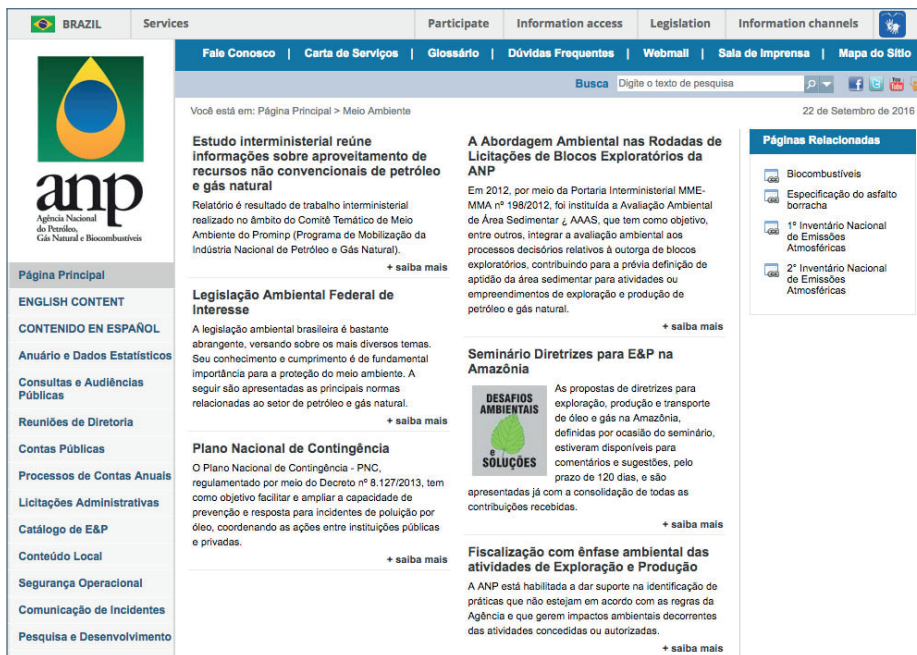 BRAZIL
Services
Participate
Information access
Legislation
Information channels
Fale Conosco | Carta de Serviços | Glossário | Dúvidas Frequentes | Webmail | Sala de Imprensa | Mapa do Sítio
Busca Digite o texto de pesquisa
anp
Agência Nacional
do Petróleo,
Gás Natural e Biocombustíveis
Página Principal
ENGLISH CONTENT
CONTENIDO EN ESPAÑOL
Anuário e Dados Estatísticos
Consultas e Audiências
Públicas
Reuniões de Diretoria
Contas Públicas
Processos de Contas Anuais
Licitações Administrativas
Catálogo de E&P
Conteúdo Local
Segurança Operacional
Comunicação de Incidentes
Pesquisa e Desenvolvimento
Você está em: Página Principal > Meio Ambiente
22 de Setembro de 2016
Estudo interministerial reúne
informações sobre aproveitamento de
recursos não convencionais de petróleo
e gás natural
Relatório é resultado de trabalho interministerial
realizado no âmbito do Comitê Temático de Meio
Ambiente do Prominp (Programa de Mobilização da
Indústria Nacional de Petróleo e Gás Natural).
+ saiba mais
Legislação Ambiental Federal de
Interesse
A legislação ambiental brasileira é bastante
abrangente, versando sobre os mais diversos temas.
Seu conhecimento e cumprimento é de fundamental
importância para a proteção do meio ambiente. A
seguir são apresentadas as principais normas
relacionadas ao setor de petróleo e gás natural.
+ saiba mais
Plano Nacional de Contingência
O Plano Nacional de Contingência - PNC,
regulamentado por meio do Decreto nº 8.127/2013, tem
como objetivo facilitar e ampliar a capacidade de
prevenção e resposta para incidentes de poluição por
óleo, coordenando as ações entre instituições públicas
e privadas.
+ saiba mais
A Abordagem Ambiental nas Rodadas de
Licitações de Blocos Exploratórios da
ANP
Em 2012, por meio da Portaria Interministerial MME-
MMA nº 198/2012, foi instituída a Avaliação Ambiental
de Área Sedimentar ¿ AAAS, que tem como objetivo,
entre outros, integrar a avaliação ambiental aos
processos decisórios relativos à outorga de blocos
exploratórios, contribuindo para a prévia definição de
aptidão da área sedimentar para atividades ou
empreendimentos de exploração e produção de
petróleo e gás natural.
+ saiba mais
Seminário Diretrizes para E&P na
Amazônia
DESAFIOS
AMBIENTAIS
e
SOLUÇÕES
As propostas de diretrizes para
exploração, produção e transporte
de óleo e gás na Amazônia,
definidas por ocasião do seminário,
estiveram disponíveis para
comentários e sugestões, pelo
prazo de 120 dias, e são
apresentadas já com a consolidação de todas as
contribuições recebidas.
+ saiba mais
Fiscalização com ênfase ambiental das
atividades de Exploração e Produção
A ANP está habilitada a dar suporte na identificação de
práticas que não estejam em acordo com as regras da
Agência e que gerem impactos ambientais decorrentes
das atividades concedidas ou autorizadas.
+ saiba mais
Páginas Relacionadas
Biocombustíveis
Especificação do asfalto
borracha
1º Inventário Nacional
de Emissões
Atmosféricas
2° Inventário Nacional
de Emissões
Atmosféricas